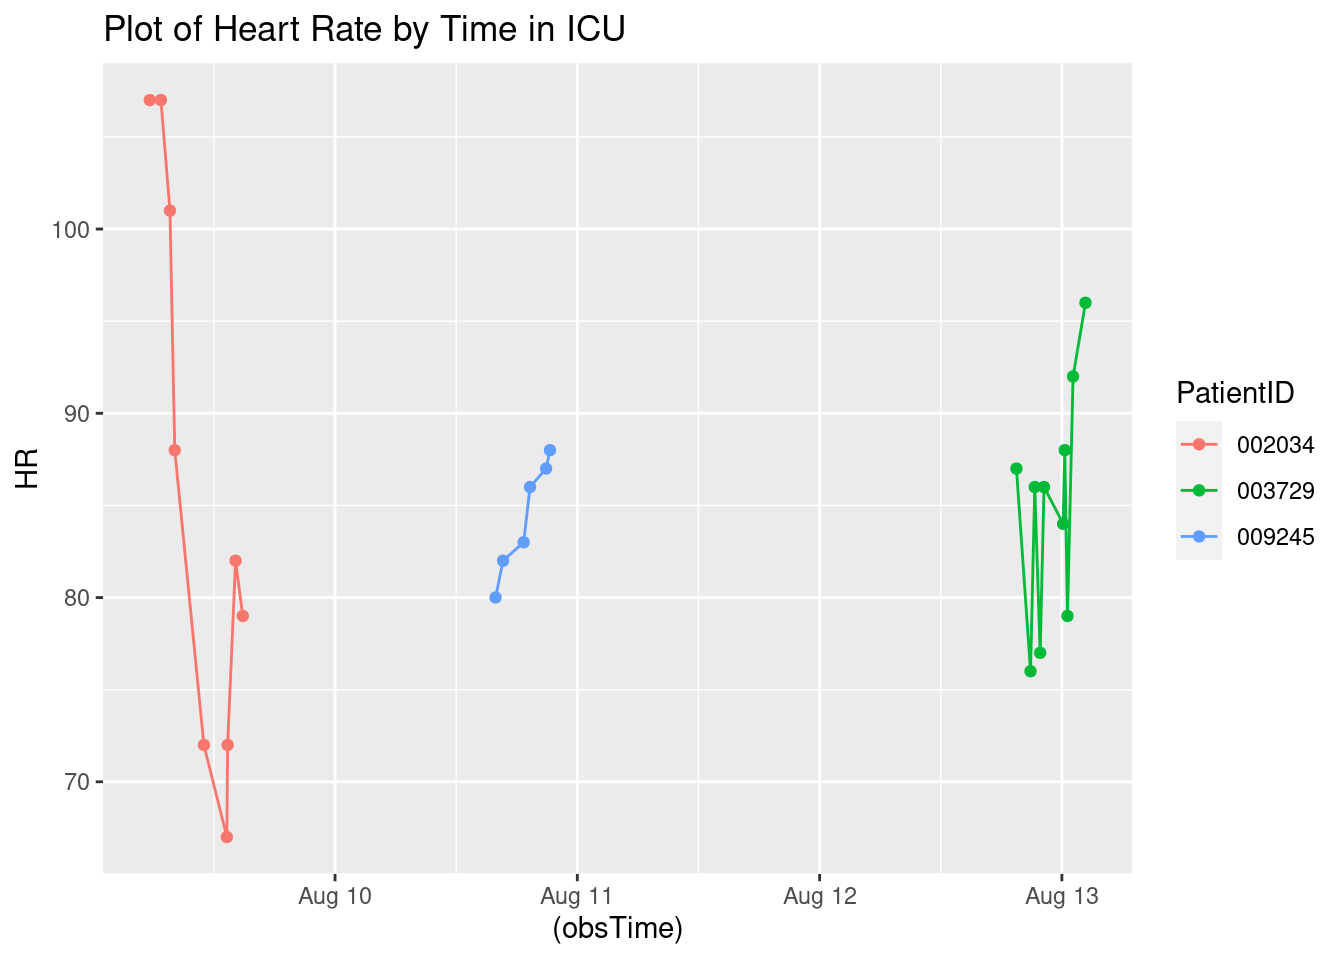 Plot of Heart Rate by Time in ICU
HR
100
90
80
70
Aug 10
Aug 11
Aug 12
Aug 13
(obsTime)
PatientID
002034
003729
009245